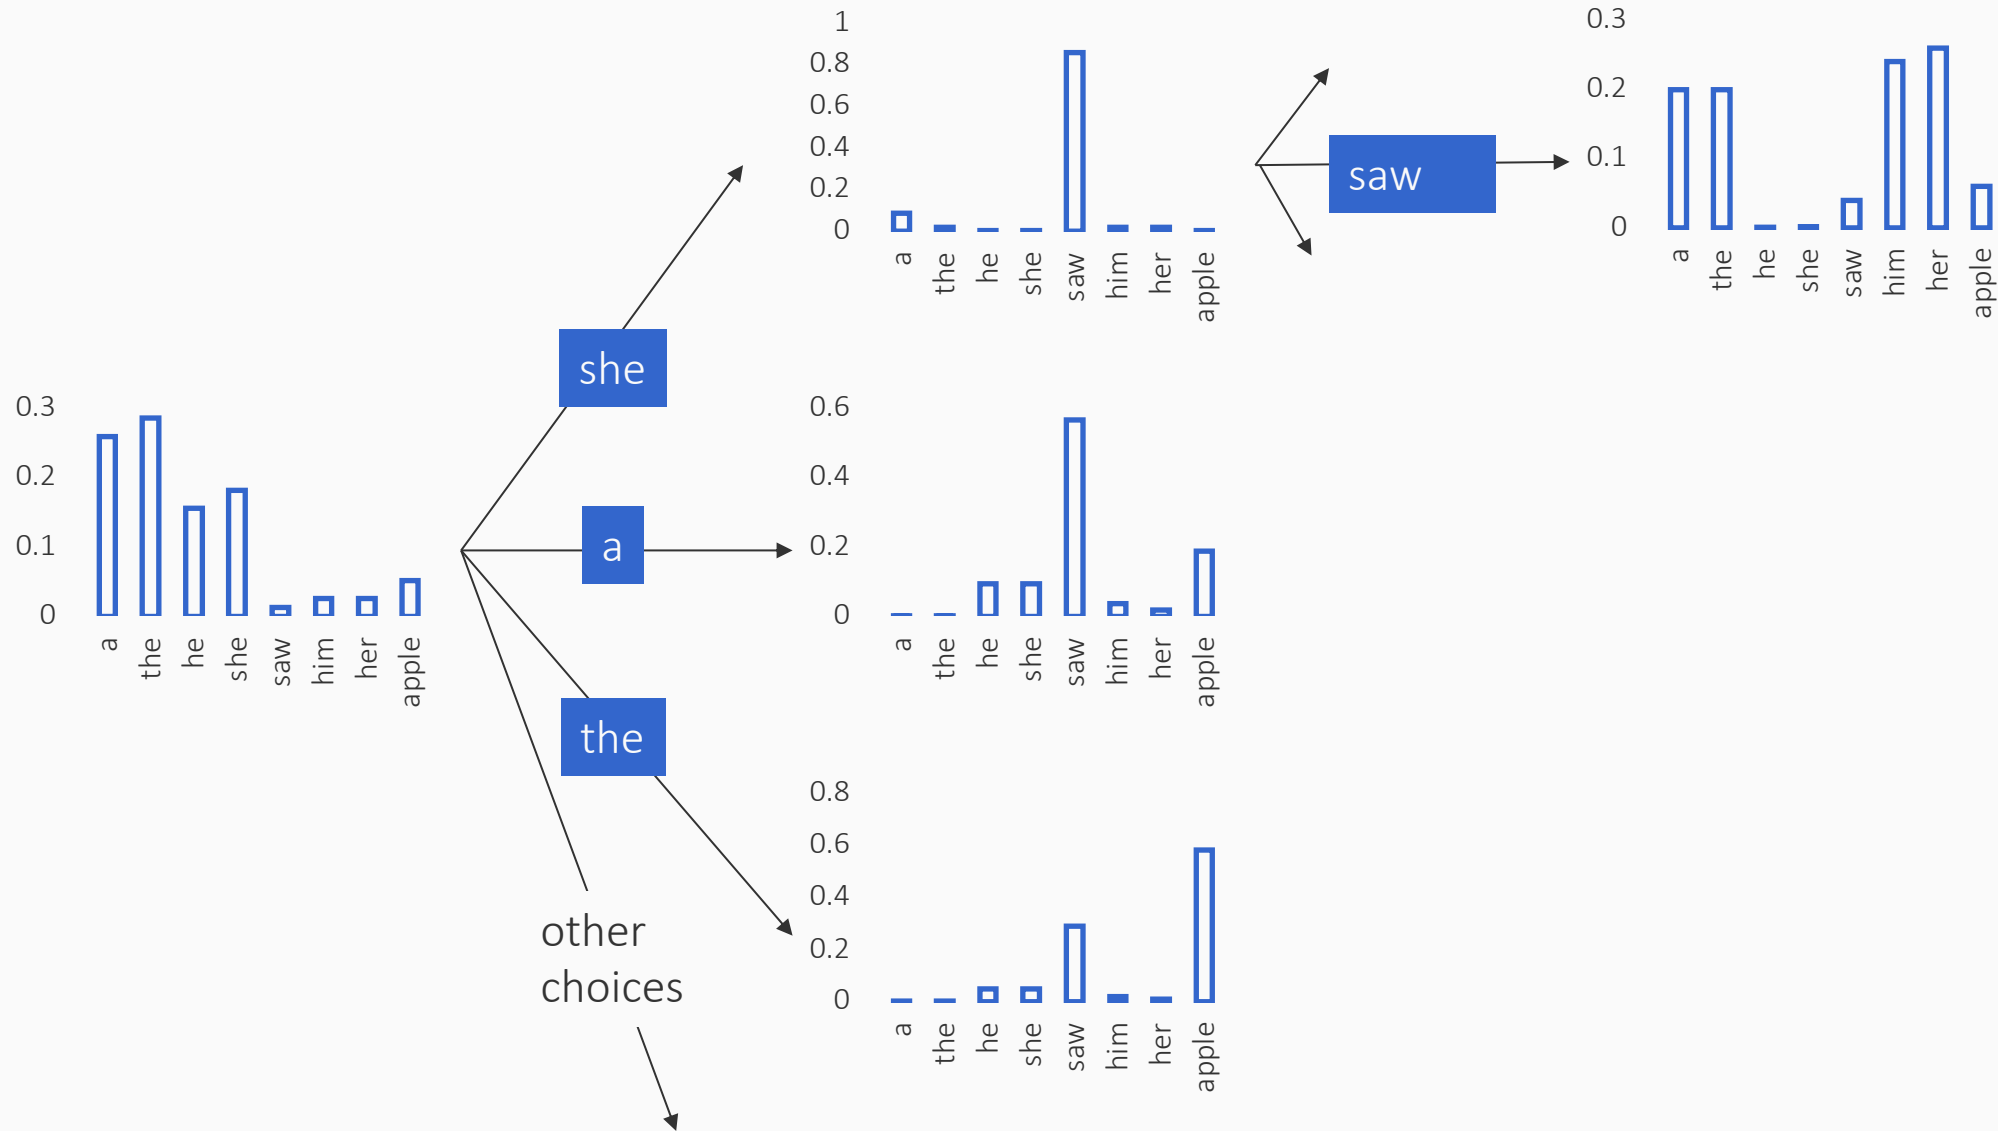 0.3
0.2
0.1
0
a
the
he
she
saw
him
her
apple
she
a
the
other
choices
1
0.8
0.6
0.4
0.2
0
a
the
he
she
saw
him
her
apple
0.6
0.4
0.2
0
a
the
he
she
saw
him
her
apple
0.8
0.6
0.4
0.2
0
a
the
he
she
saw
him
her
apple
saw
0.3
0.2
0.1
0
a
the
he
she
saw
him
her
apple